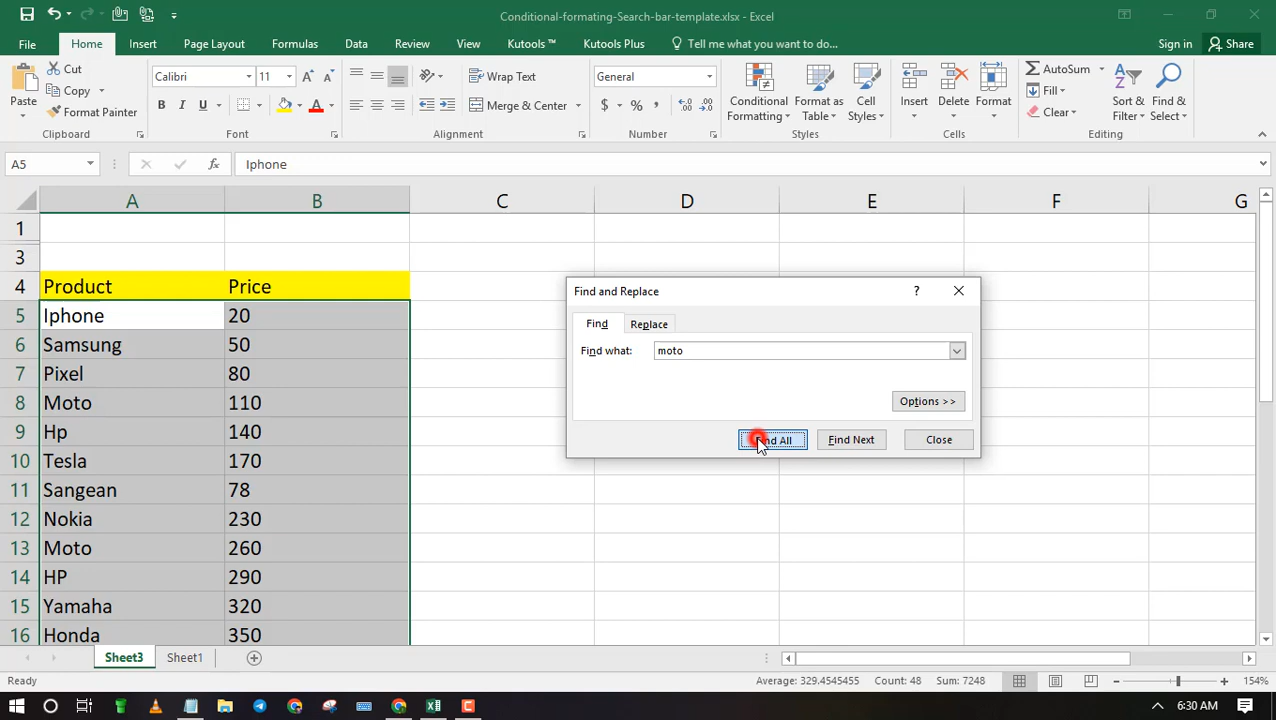 Conditional-formating-Search-bar-template.xlsx - Excel
File Home Insert Page Layout Formulas Data Review View Kutools ™ Kutools Plus Tell me what you want to do... Sign in Share
Paste Cut Copy Format Painter Clipboard
Calibri 11 B I U A A A Font
Wrap Text Merge & Center Alignment
General $ % , Number
Conditional Formatting Format as Table Cell Styles Styles
Insert Delete Format Cells
AutoSum Fill Clear Sort & Filter Find & Select Editing
A5 fx Iphone
A B C D E F G
1
3
4 Product Price
5 Iphone 20
6 Samsung 50
7 Pixel 80
8 Moto 110
9 Hp 140
10 Tesla 170
11 Sangean 78
12 Nokia 230
13 Moto 260
14 HP 290
15 Yamaha 320
16 Honda 350
Find and Replace ?
Find Replace
Find what: moto
Options >>
All Find Next Close
Sheet3 Sheet1
Ready Average: 329.4545455 Count: 48 Sum: 7248 154%
6:30 AM